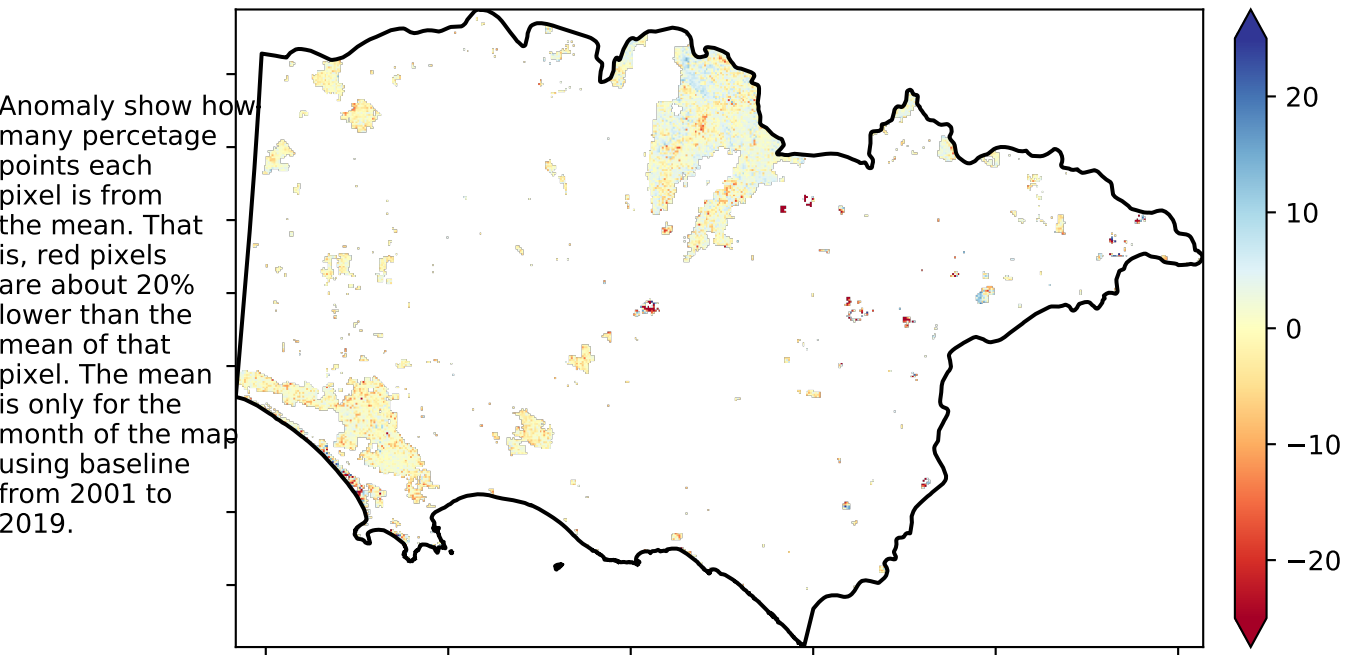 Anomaly show how
many percetage
points each
pixel is from
the mean. That
is, red pixels
are about 20%
lower than the
mean of that
pixel. The mean
is only for the
month of the map
using baseline
from 2001 to
2019.
20
10
0
−10
−20